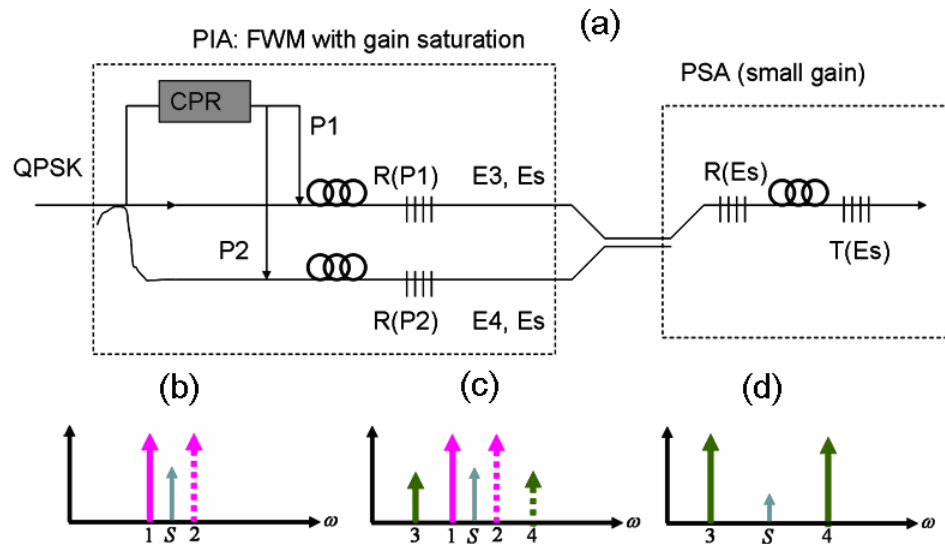 (a)
PIA: FWM with gain saturation
PSA (small gain)
CPR
P1
QPSK
R(P1)
E3, Es
R(Es)
P2
T(Es)
R(P2)
E4, Es
(b)
(c)
(d)
1 S 2 ω
3 1 S 2 4 ω
3 S 4 ω